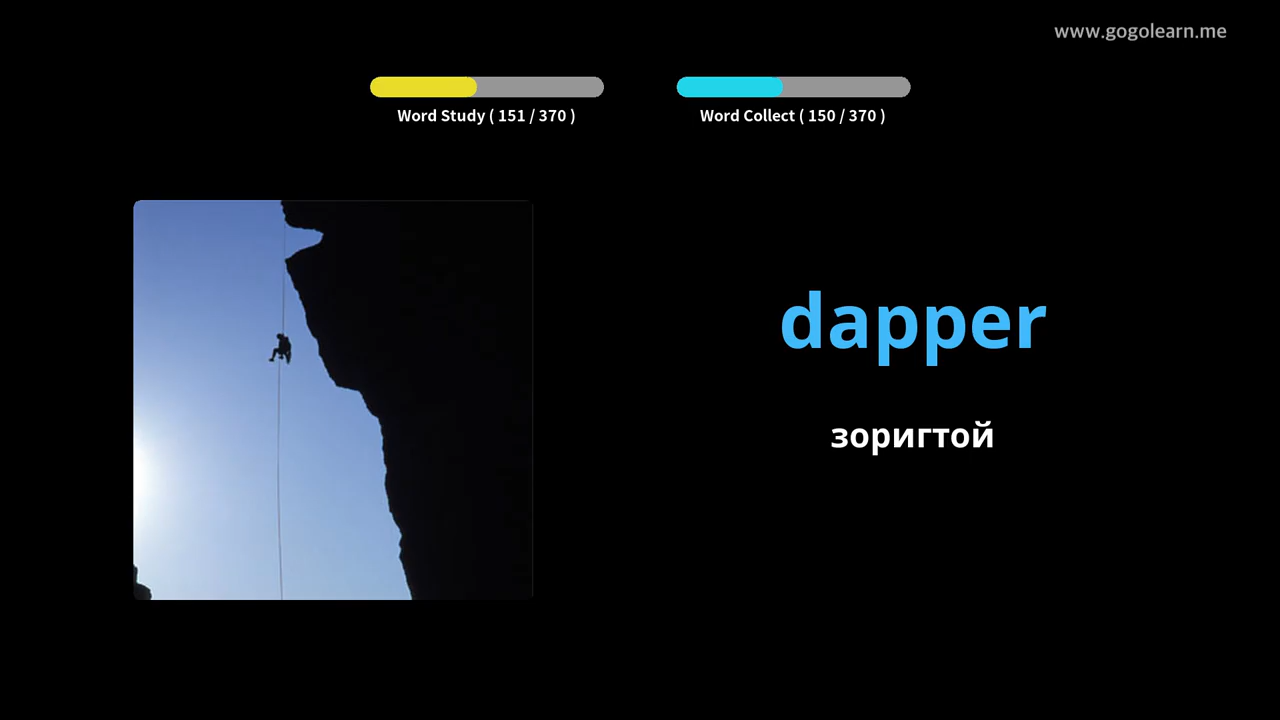 www.gogolearn.me
Word Study ( 151 / 370 )
Word Collect ( 150 / 370 )
dapper
зоригтой